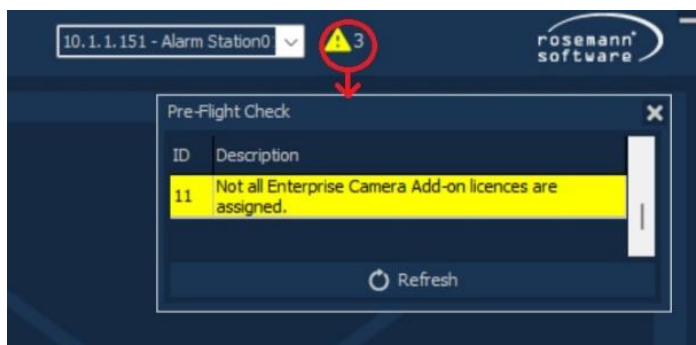 10.1.1.151 - Alarm Station0
3
rosemann
software
Pre-Flight Check
ID Description
11 Not all Enterprise Camera Add-on licences are
assigned.
Refresh